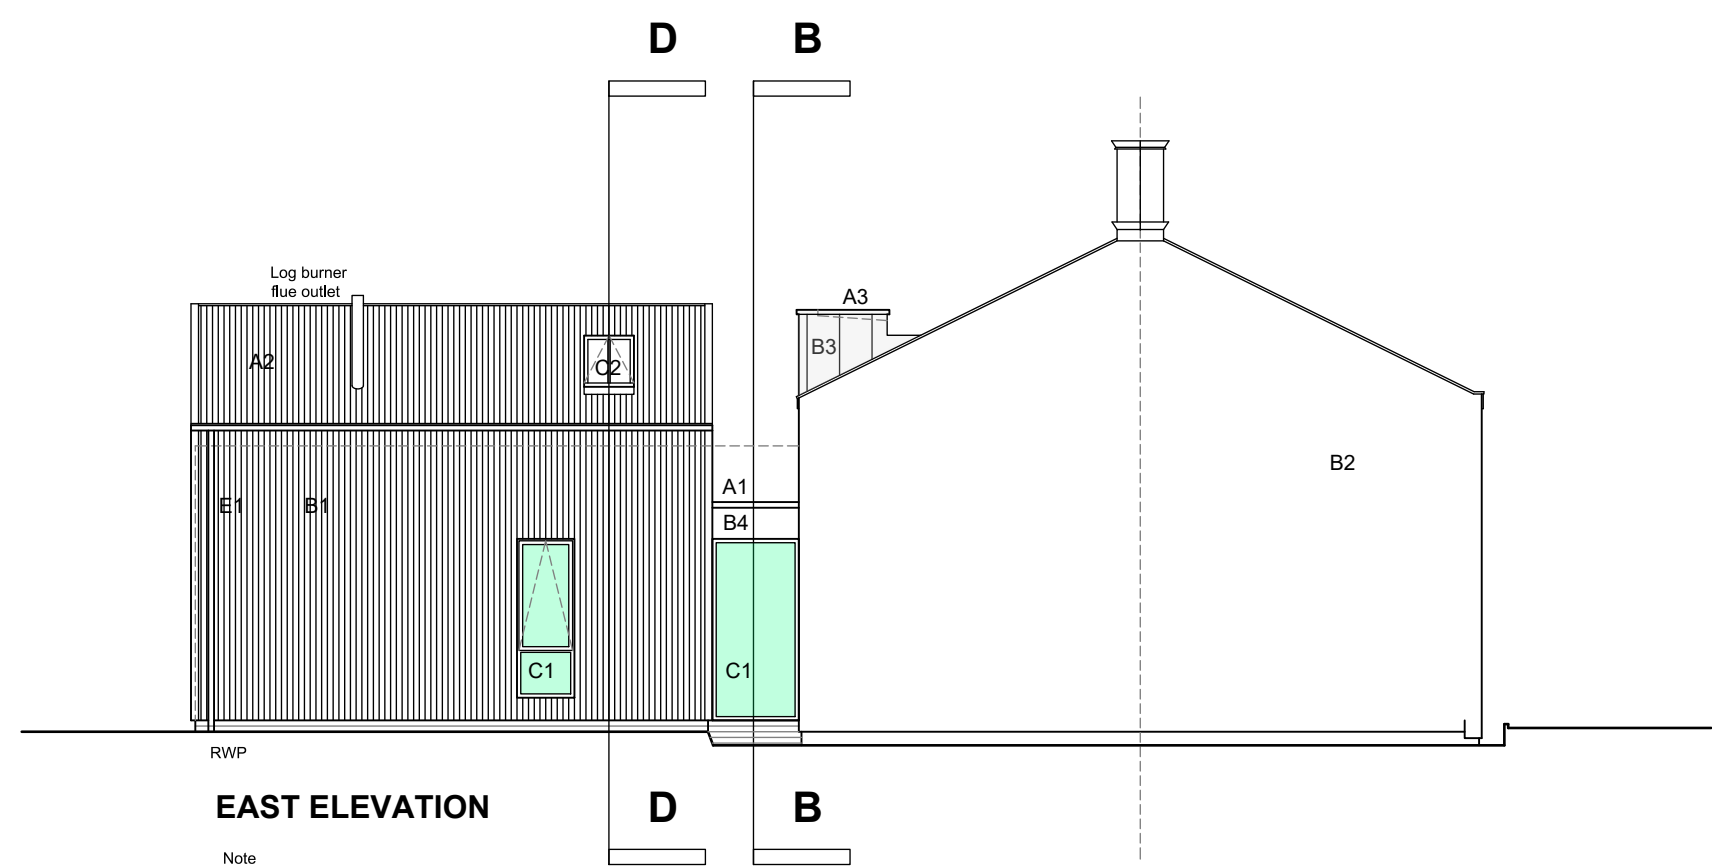 D
B
Log burner
flue outlet
A3
B3
A2
C2
B2
A1
E1
B1
B4
C1
C1
RWP
EAST ELEVATION
D
B
Note